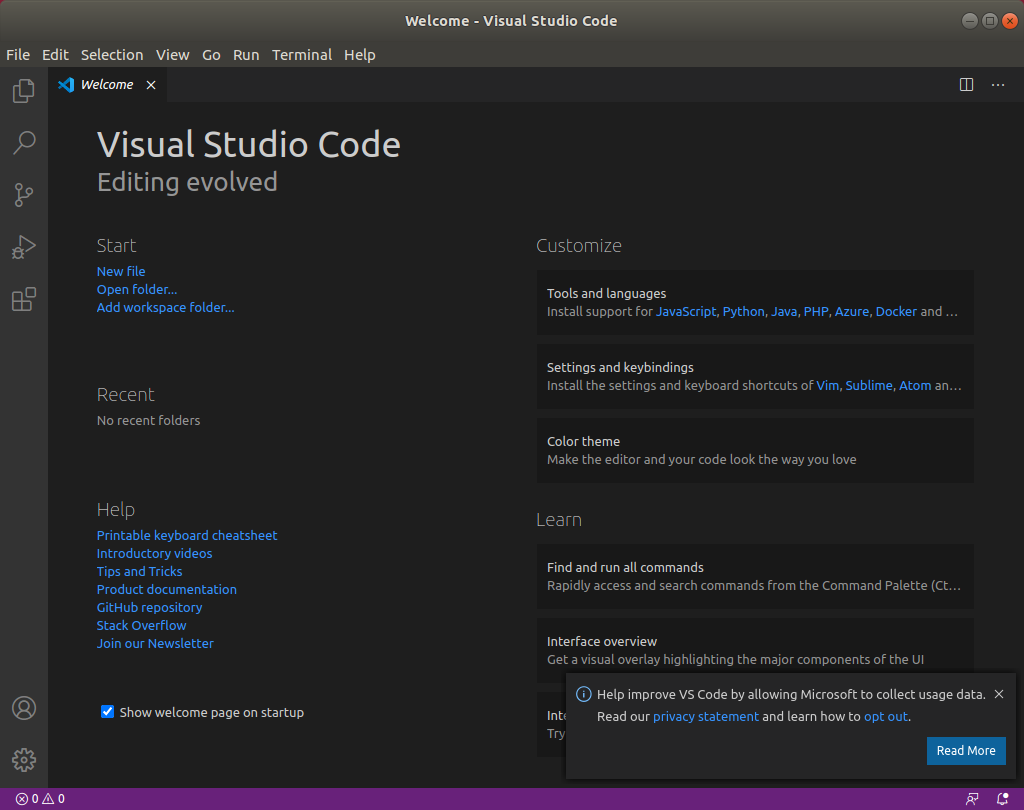 Welcome - Visual Studio Code
File Edit Selection View Go Run Terminal Help
Welcome
Visual Studio Code
Editing evolved
Start
New file
Open folder...
Add workspace folder...
Recent
No recent folders
Help
Printable keyboard cheatsheet
Introductory videos
Tips and Tricks
Product documentation
GitHub repository
Stack Overflow
Join our Newsletter
Show welcome page on startup
Customize
Tools and languages
Install support for JavaScript, Python, Java, PHP, Azure, Docker and …
Settings and keybindings
Install the settings and keyboard shortcuts of Vim, Sublime, Atom an…
Color theme
Make the editor and your code look the way you love
Learn
Find and run all commands
Rapidly access and search commands from the Command Palette (Ct…
Interface overview
Get a visual overlay highlighting the major components of the UI
Try
Help improve VS Code by allowing Microsoft to collect usage data.
Read our privacy statement and learn how to opt out.
Read More
0 0